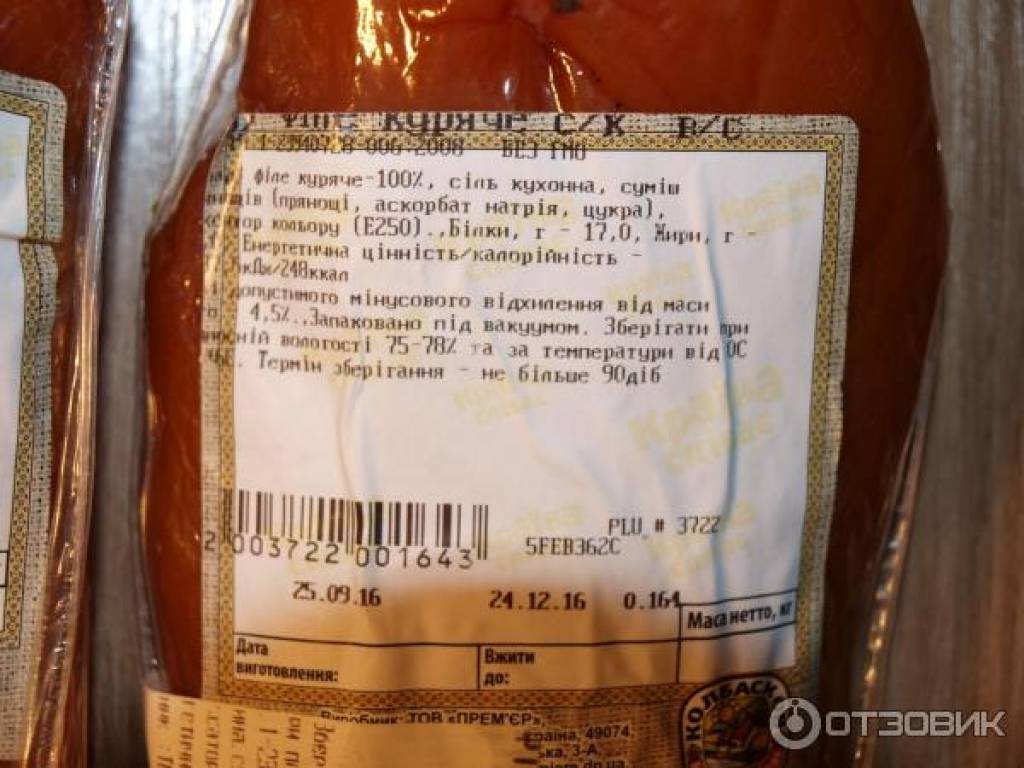 Філе куряче С/К В/С
2008 БЕЗ ГМО
філе куряче-100%, сіль кухонна, суміш
(прянощі, аскорбат натрія, цукра),
кольору (Е250).,Білки, г - 17,0, Жири, г -
Енергетична цінність/калорійність -
/248ккал
допустимого мінусового відхилення від маси
4,5%.,Запаковано під вакуумом. Зберігати при
вологості 75-78% та за температури від 0С
Термін зберігання - не більше 90діб
PLU # 3722
5FEB362C
2 003722 001643
25.09.16 24.12.16 0.164
Маса нетто, кг
Дата
виготовлення:
Вжити
до:
Виробник: ТОВ «ПРЕМ'ЄР»,
49074,
3-А,
КОЛБАСК
ОТЗОВИК